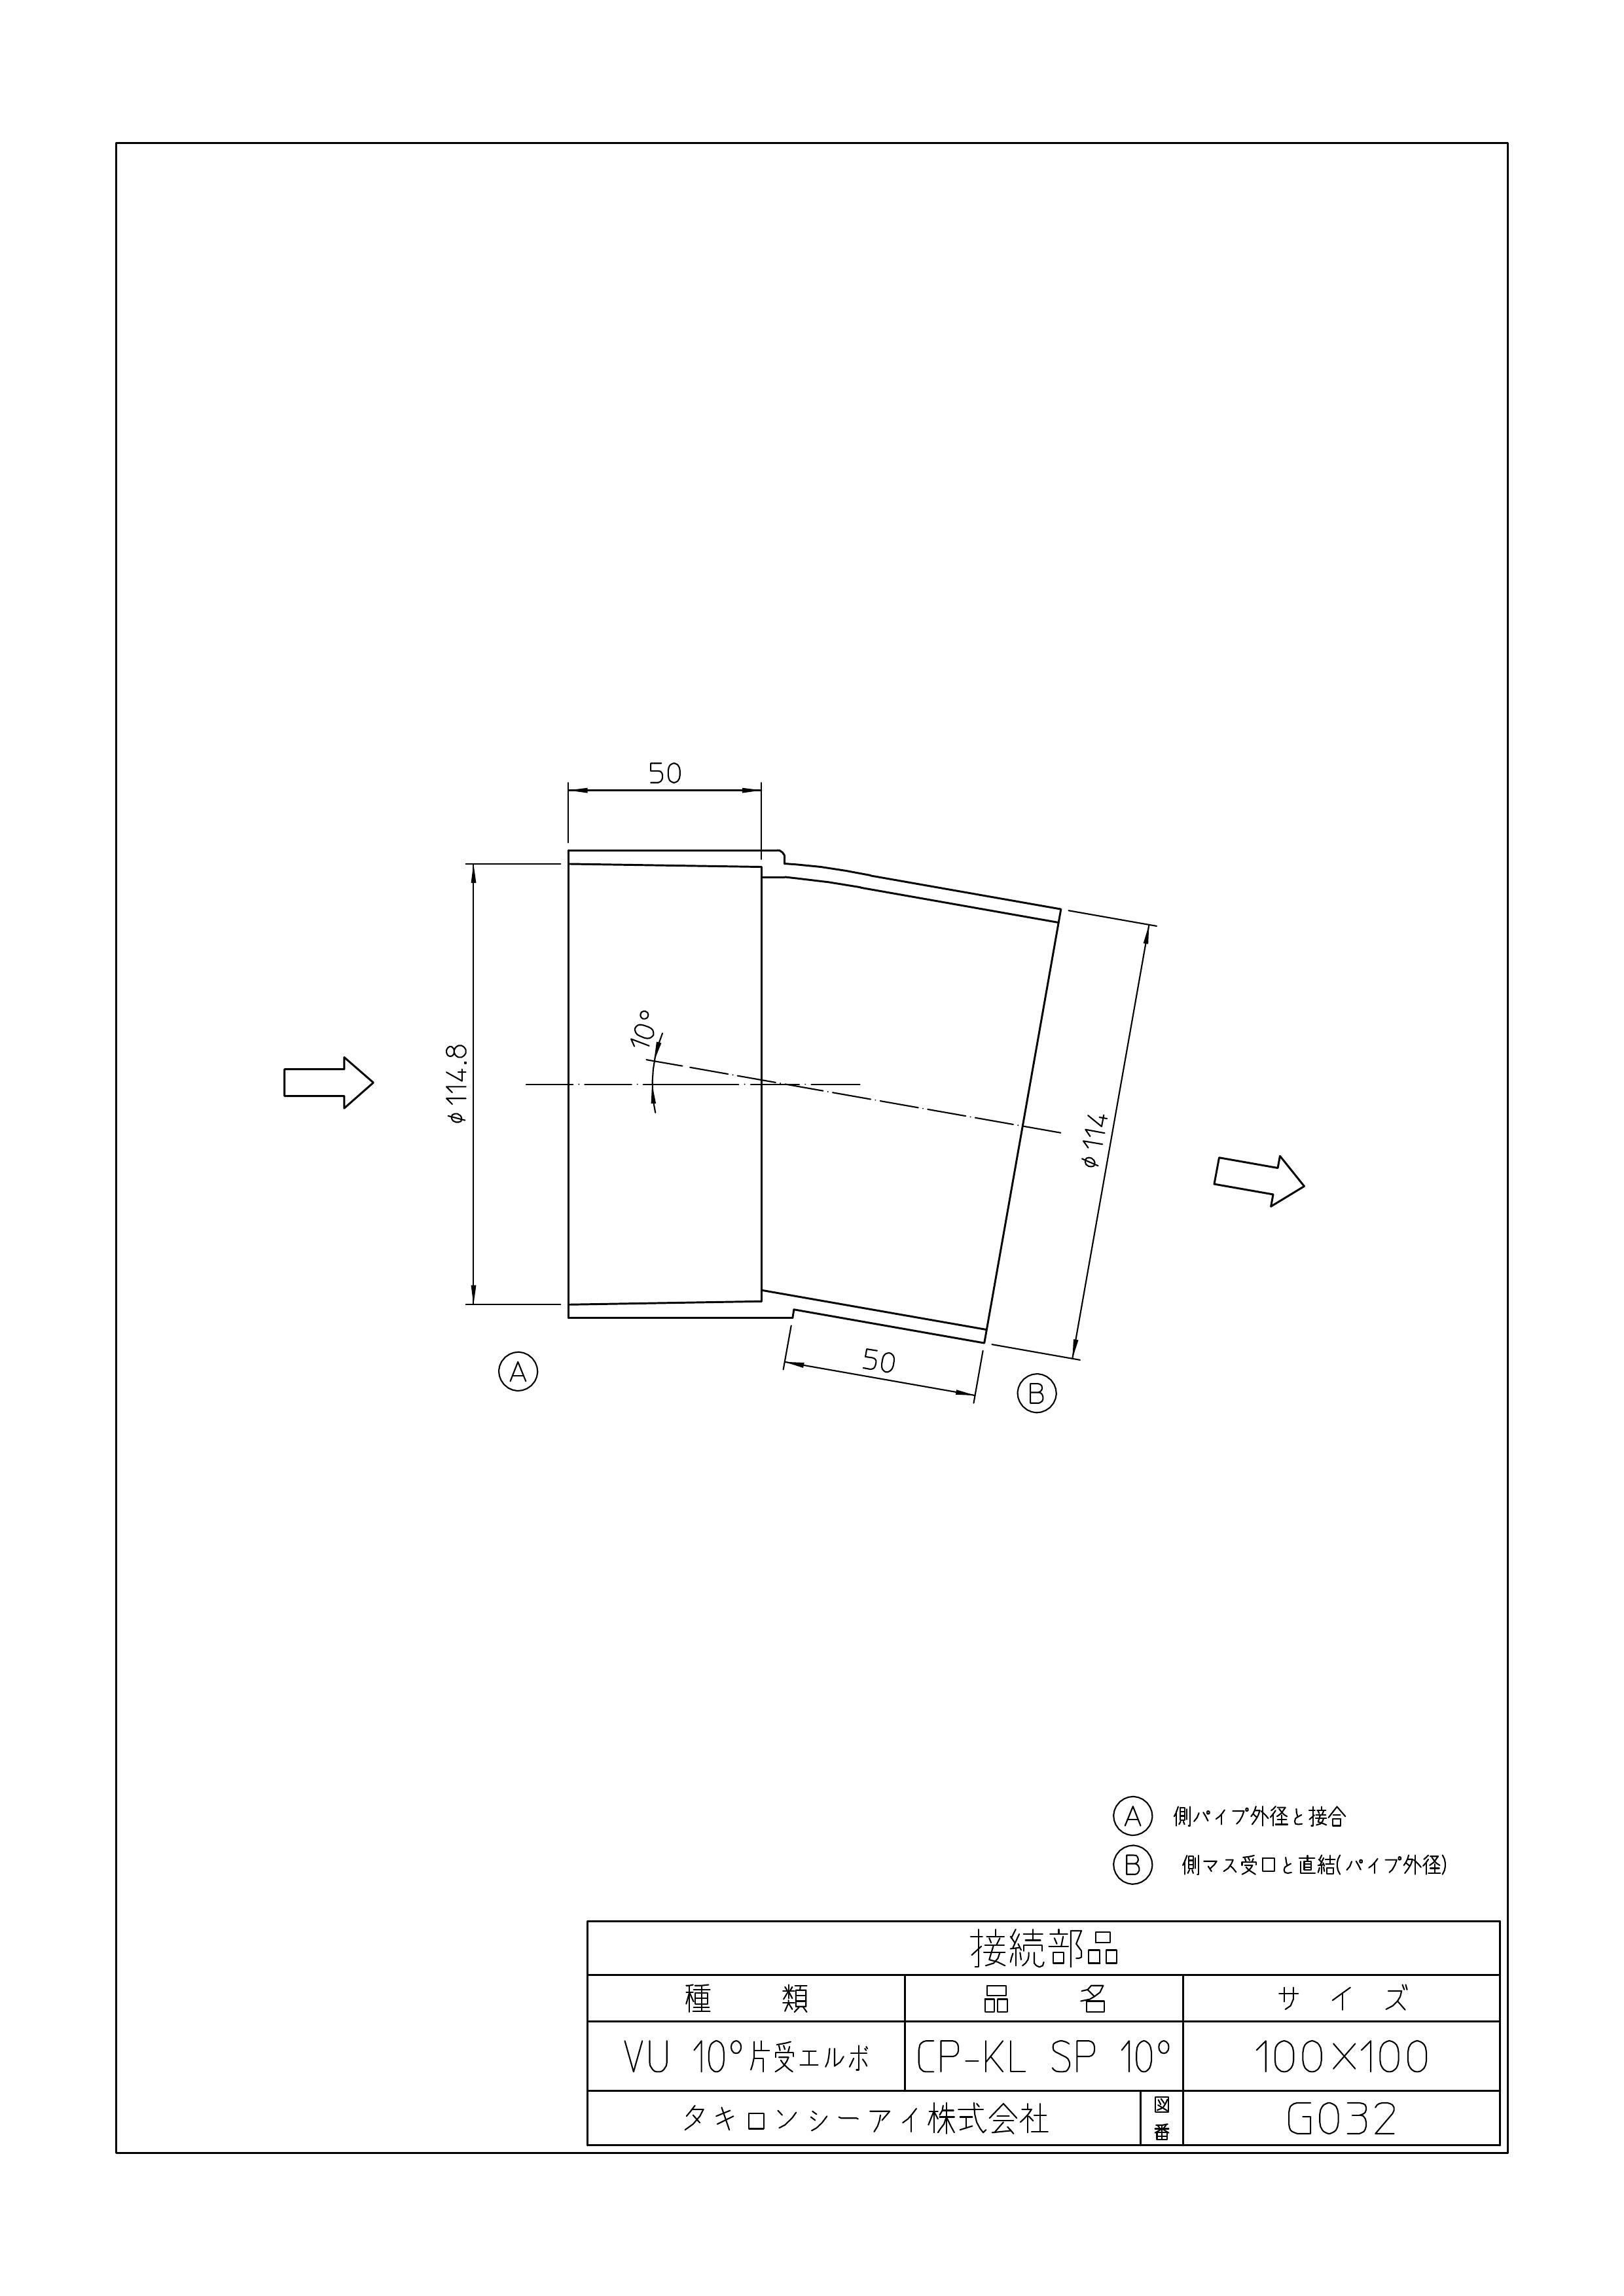 50
10°
φ114.8
φ114
50
A
B
A 側パイプ外径と接合
B 側マス受口と直結(パイプ外径)
接続部品
種類 品名 サイズ
VU 10°片受エルボ CP-KL SP 10° 100×100
タキロンシーアイ株式会社 図番 G032